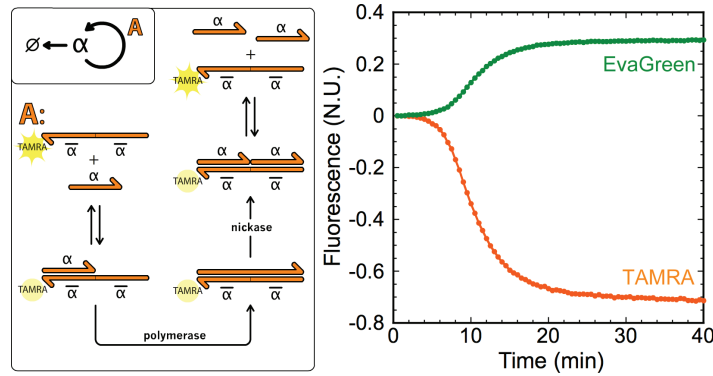 ∅ α A
A:
TAMRA
α̅ α̅
+
α
α
TAMRA
α̅ α̅
polymerase
α
α
+
TAMRA
α̅ α̅
α α
TAMRA
α̅ α̅
nickase
TAMRA
α̅ α̅
Fluorescence (N.U.)
0.4
0.2
0
-0.2
-0.4
-0.6
-0.8
EvaGreen
TAMRA
0 10 20 30 40
Time (min)